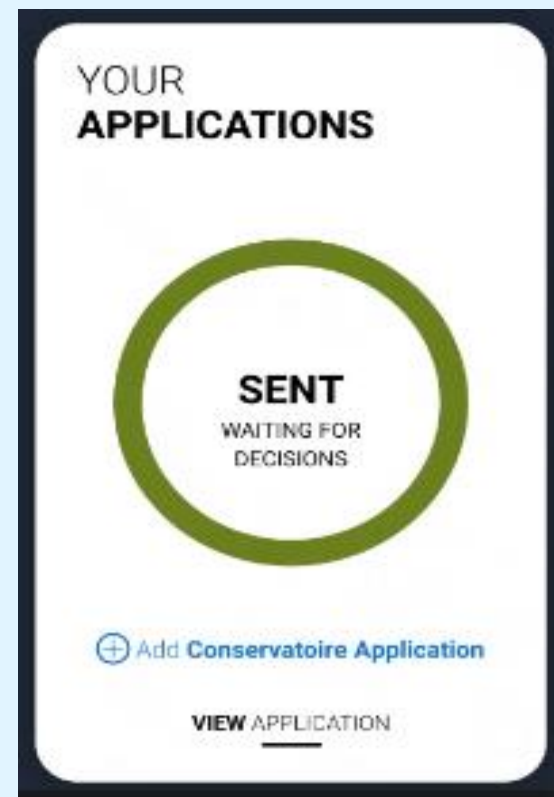 YOUR
APPLICATIONS
SENT
WAITING FOR
DECISIONS
Add Conservatoire Application
VIEW APPLICATION